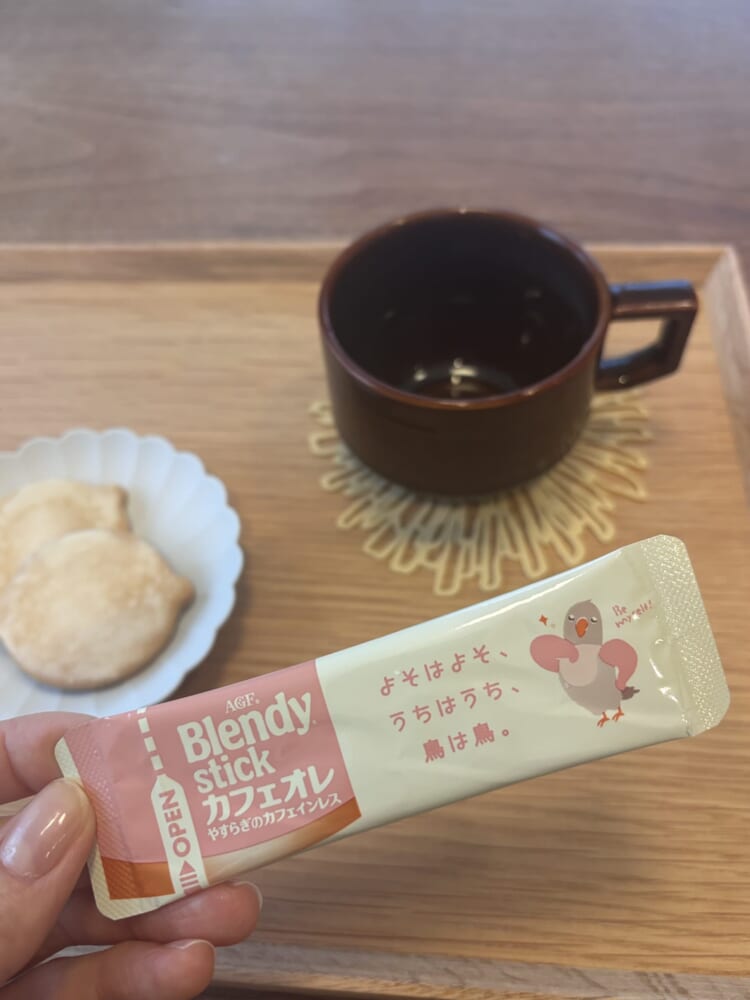 AGF®
Blendy®
stick
カフェオレ
やすらぎのカフェインレス
OPEN
よそはよそ、
うちはうち、
鳥は鳥。
Be
myself!